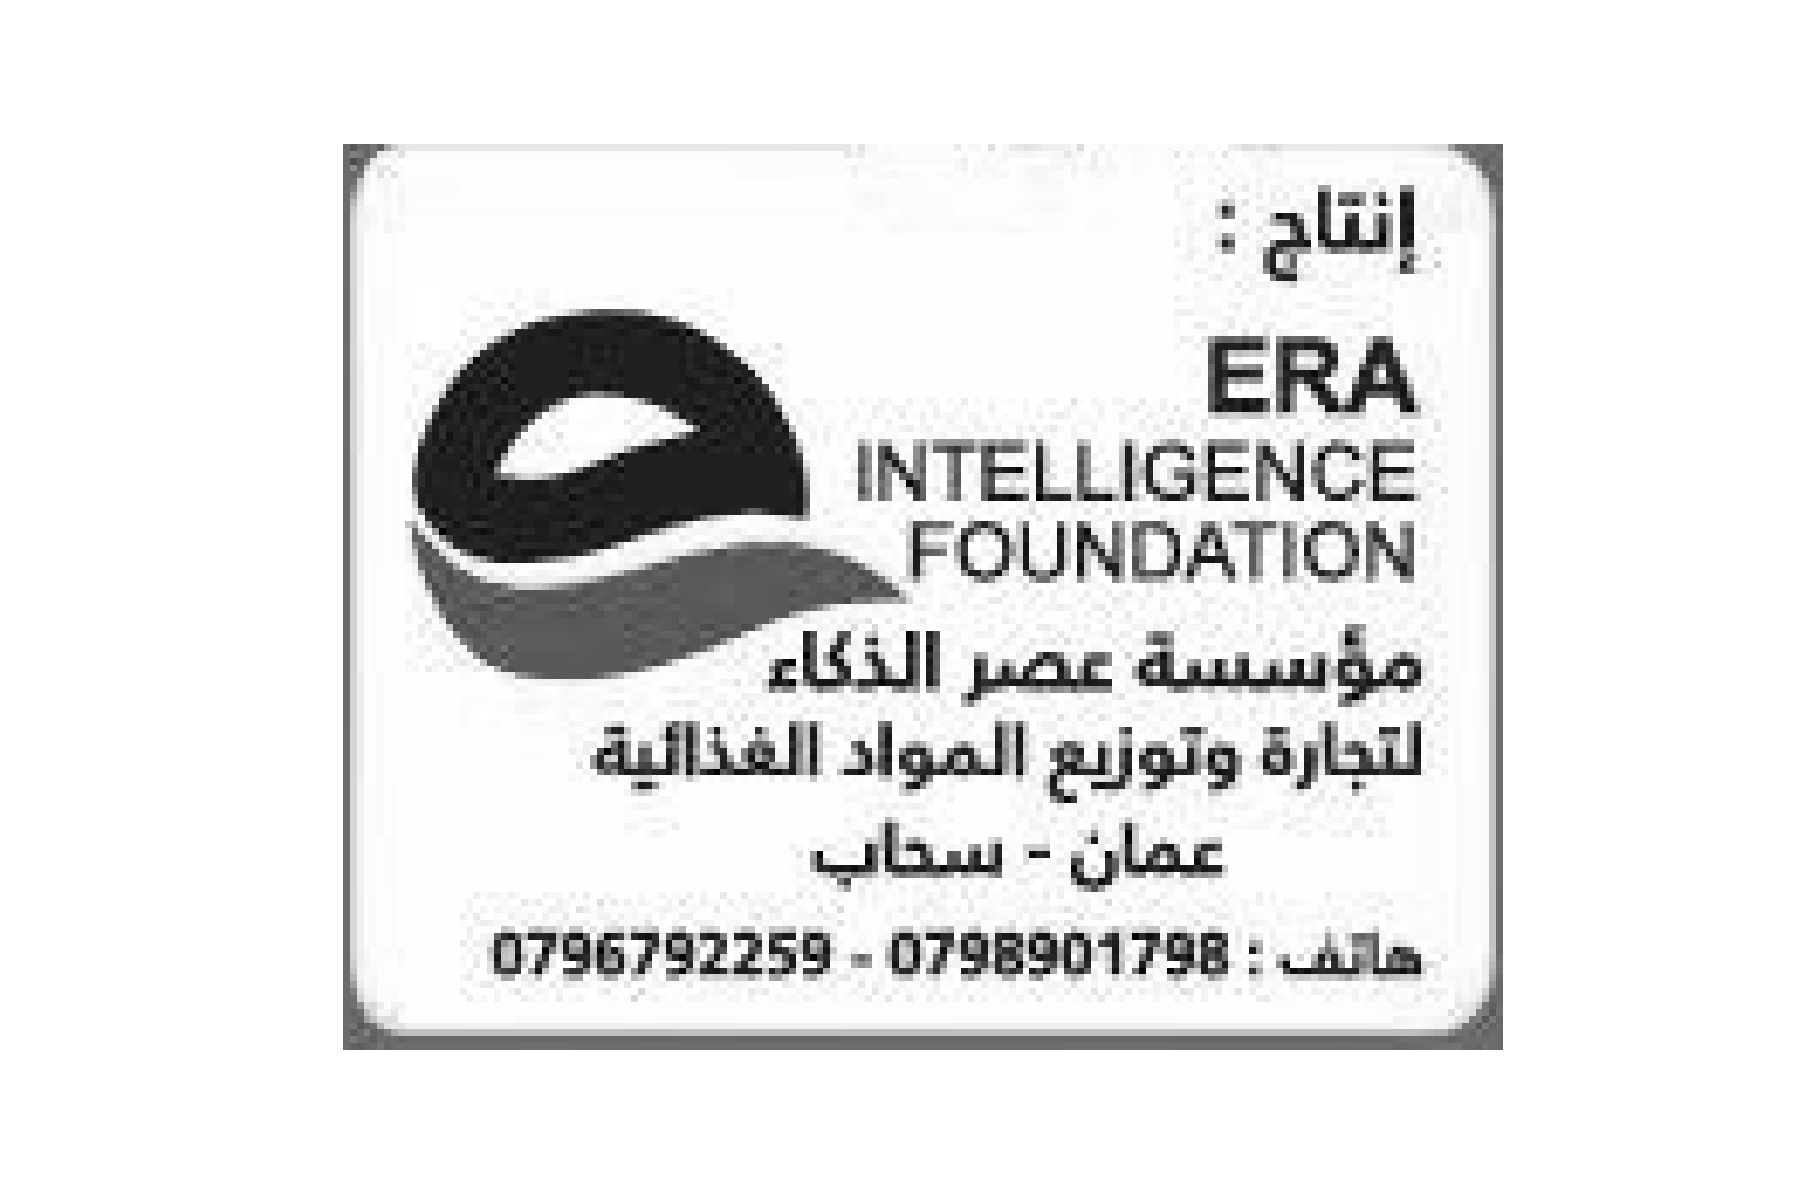 إنتاج :
ERA
INTELLIGENCE
FOUNDATION
مؤسسة عصر الذكاء
لتجارة وتوزيع المواد الغذائية
عمان - سحاب
هاتف : 0798901798 - 0796792259